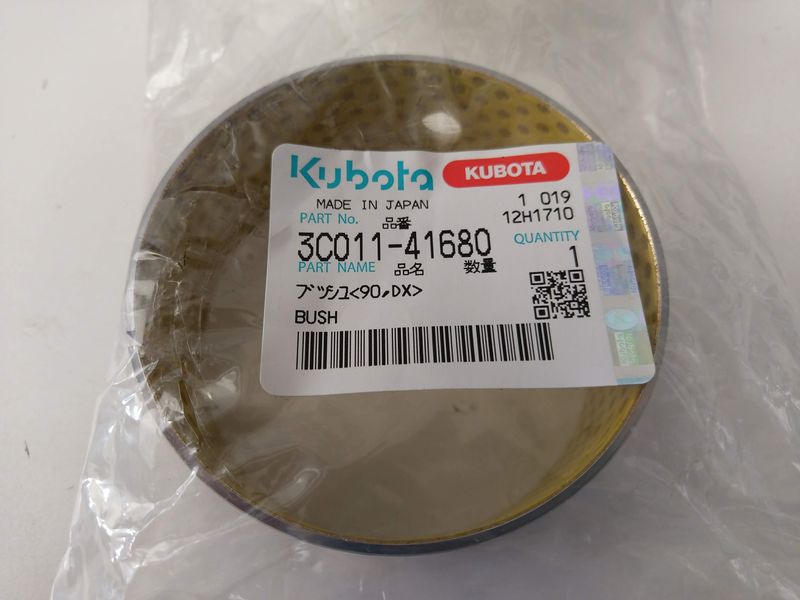 Kubota KUBOTA
MADE IN JAPAN 1 019
12H1710
PART No. 品番
3C011-41680 QUANTITY
PART NAME 品名 数量 1
ブッシュ<90,DX>
BUSH